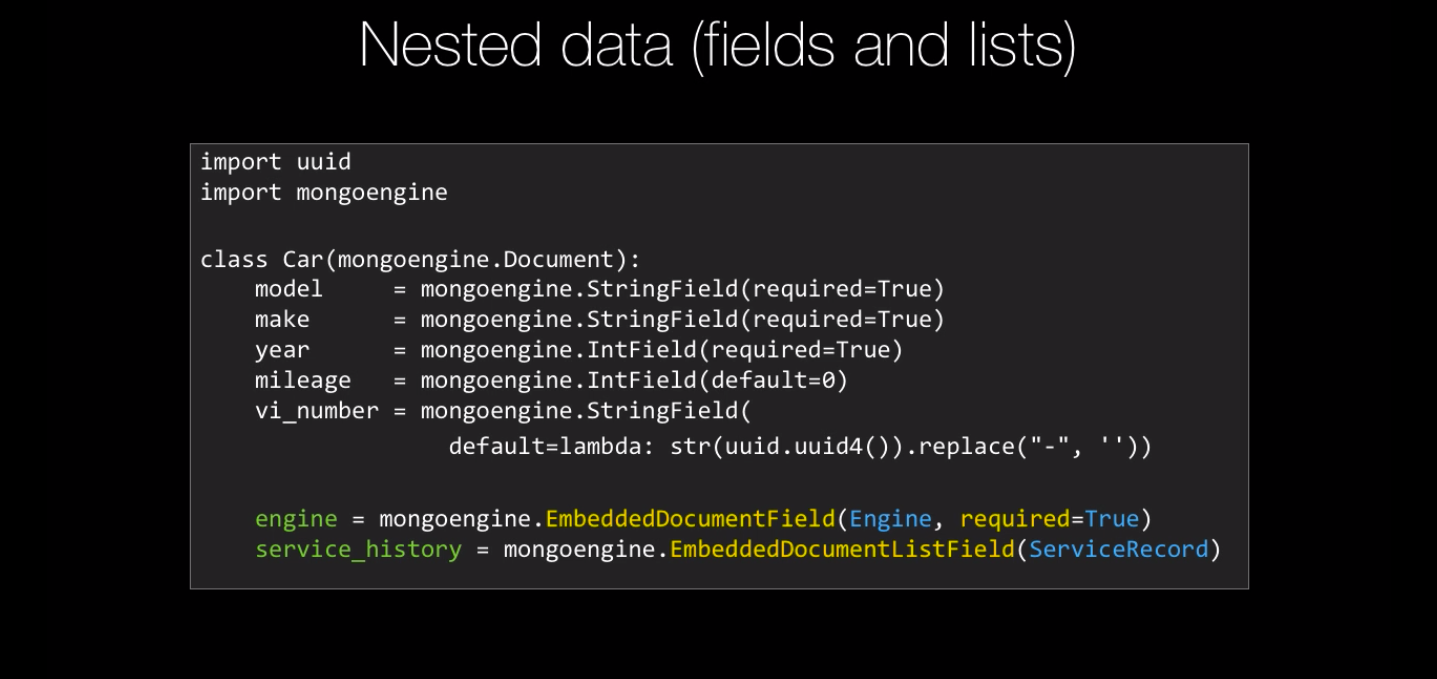 Nested data (fields and lists)
import uuid
import mongoengine
class Car(mongoengine.Document):
    model     = mongoengine.StringField(required=True)
    make      = mongoengine.StringField(required=True)
    year      = mongoengine.IntField(required=True)
    mileage   = mongoengine.IntField(default=0)
    vi_number = mongoengine.StringField(
                  default=lambda: str(uuid.uuid4()).replace("-", ''))
    engine = mongoengine.EmbeddedDocumentField(Engine, required=True)
    service_history = mongoengine.EmbeddedDocumentListField(ServiceRecord)